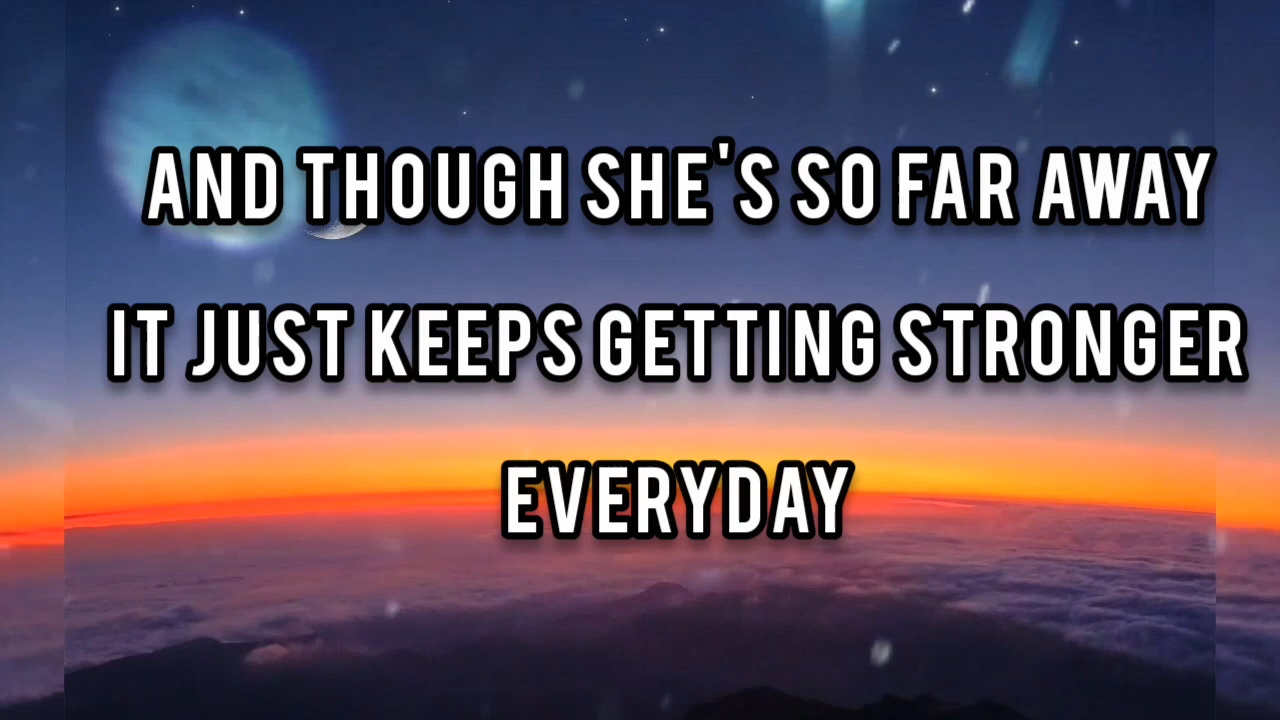 AND THOUGH SHE'S SO FAR AWAY
IT JUST KEEPS GETTING STRONGER
EVERYDAY